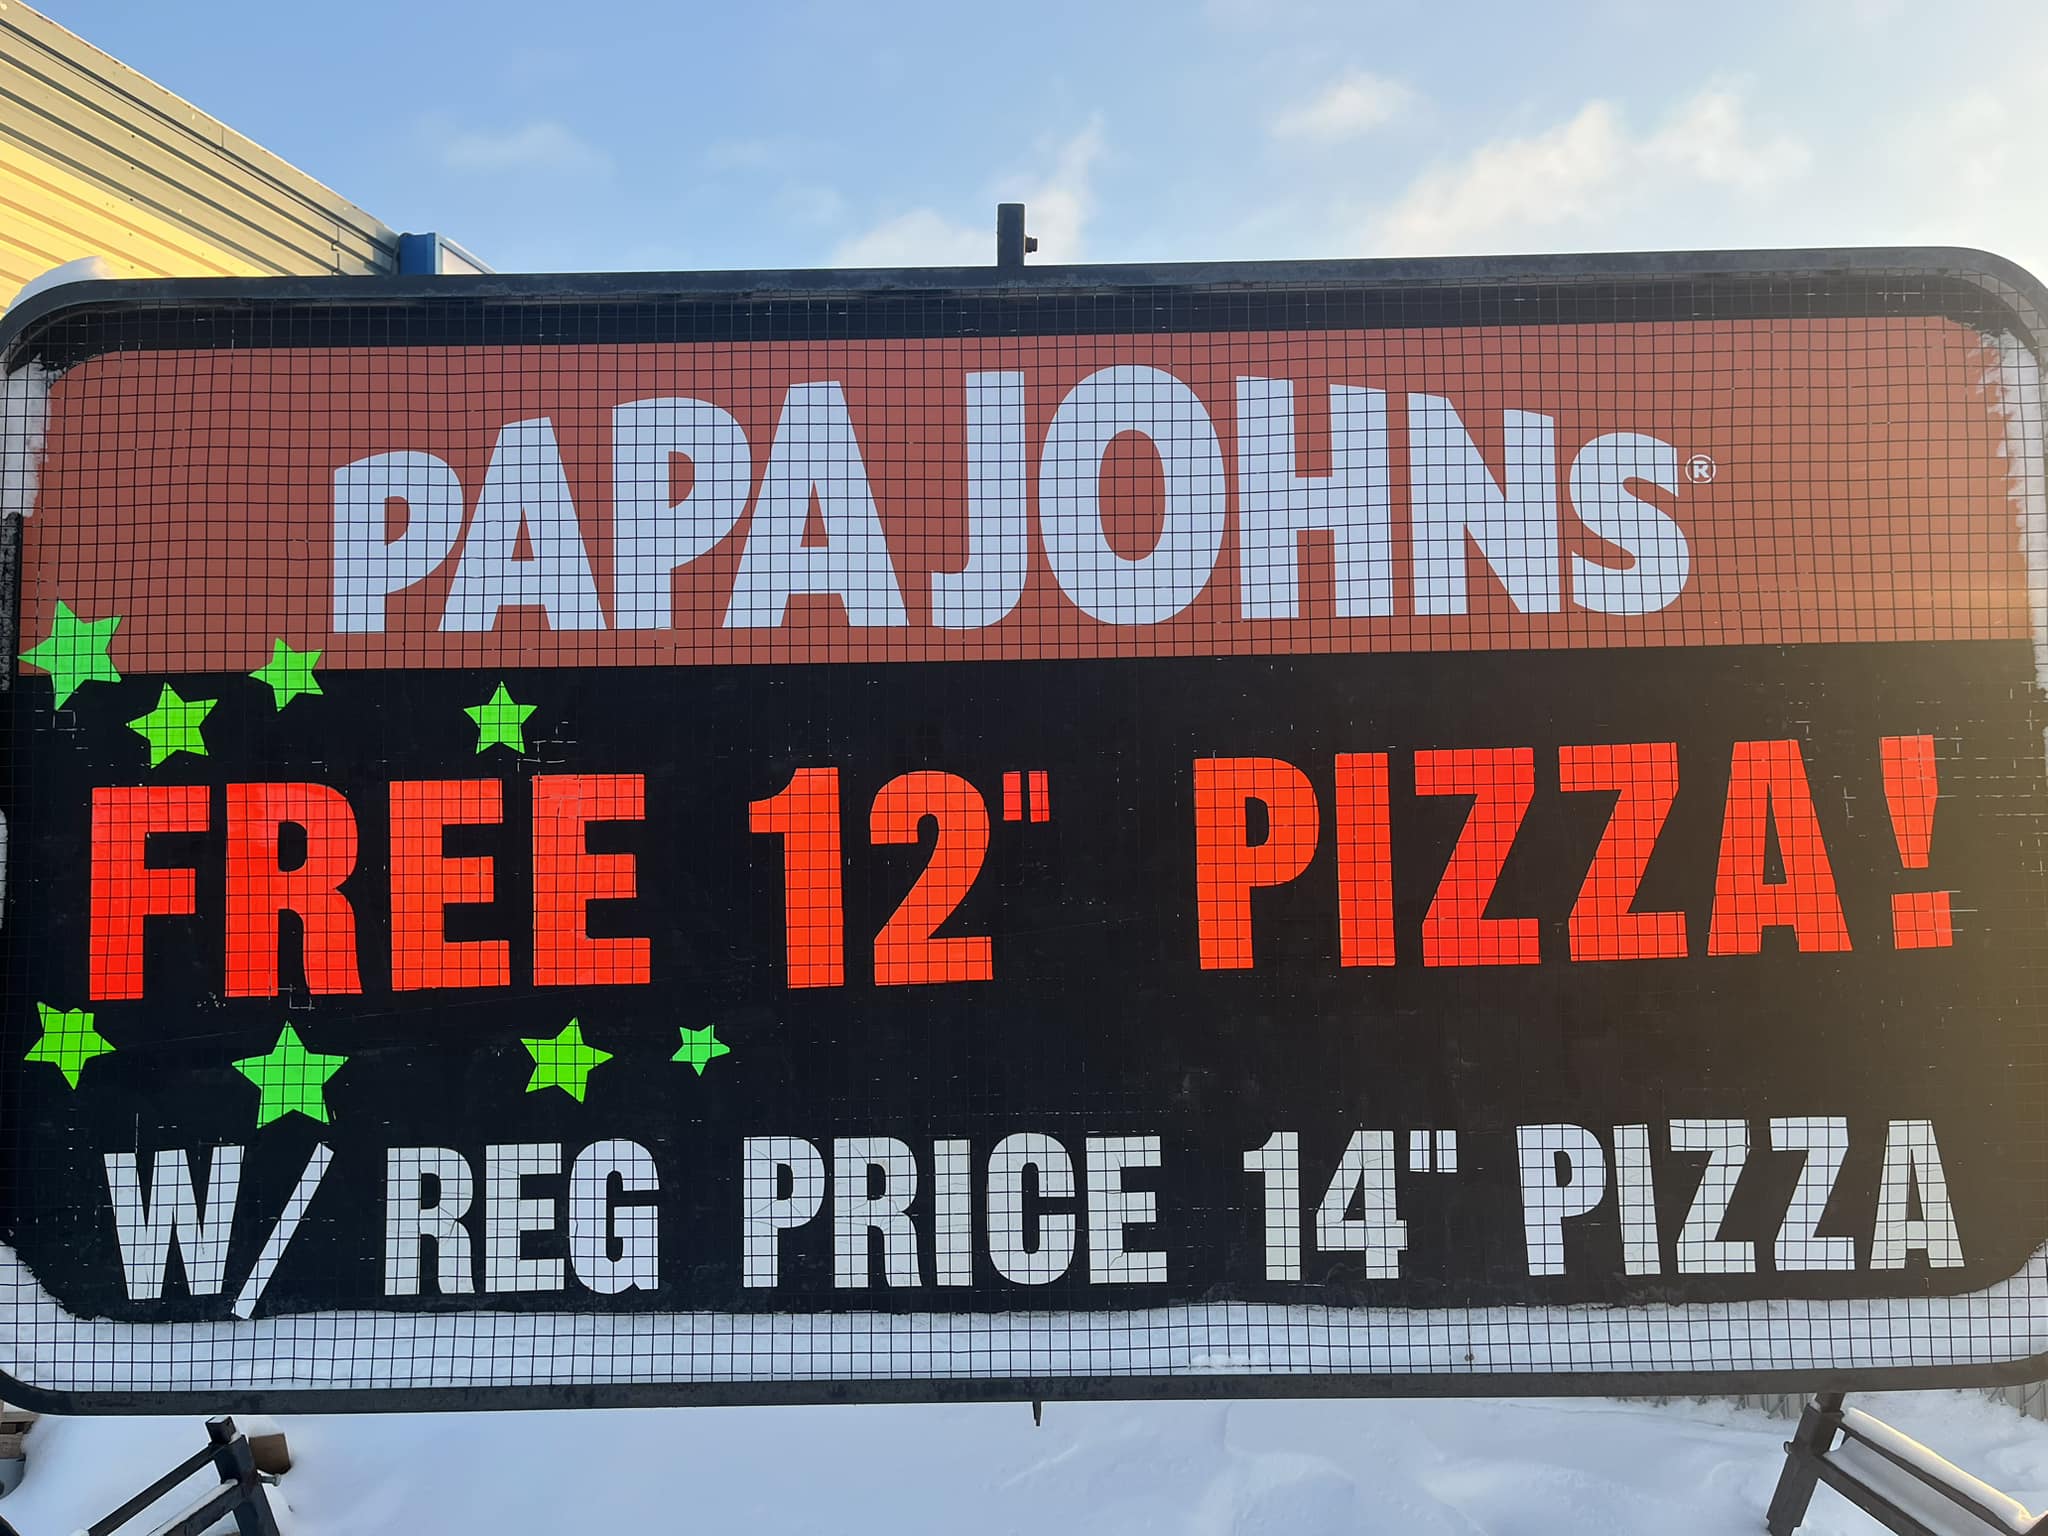 PAPAJOHNS®
FREE 12" PIZZA!
W/ REG PRICE 14" PIZZA